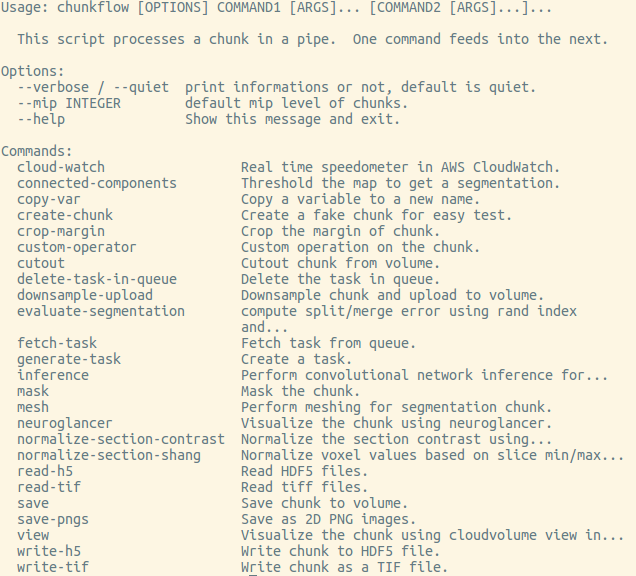 Usage: chunkflow [OPTIONS] COMMAND1 [ARGS]... [COMMAND2 [ARGS]...]...
This script processes a chunk in a pipe.  One command feeds into the next.
Options:
--verbose / --quiet  print informations or not, default is quiet.
--mip INTEGER        default mip level of chunks.
--help               Show this message and exit.
Commands:
cloud-watch                 Real time speedometer in AWS CloudWatch.
connected-components        Threshold the map to get a segmentation.
copy-var                    Copy a variable to a new name.
create-chunk                Create a fake chunk for easy test.
crop-margin                 Crop the margin of chunk.
custom-operator             Custom operation on the chunk.
cutout                      Cutout chunk from volume.
delete-task-in-queue        Delete the task in queue.
downsample-upload           Downsample chunk and upload to volume.
evaluate-segmentation       compute split/merge error using rand index
and...
fetch-task                  Fetch task from queue.
generate-task               Create a task.
inference                   Perform convolutional network inference for...
mask                        Mask the chunk.
mesh                        Perform meshing for segmentation chunk.
neuroglancer                Visualize the chunk using neuroglancer.
normalize-section-contrast  Normalize the section contrast using...
normalize-section-shang     Normalize voxel values based on slice min/max...
read-h5                     Read HDF5 files.
read-tif                    Read tiff files.
save                        Save chunk to volume.
save-pngs                   Save as 2D PNG images.
view                        Visualize the chunk using cloudvolume view in...
write-h5                    Write chunk to HDF5 file.
write-tif                   Write chunk as a TIF file.